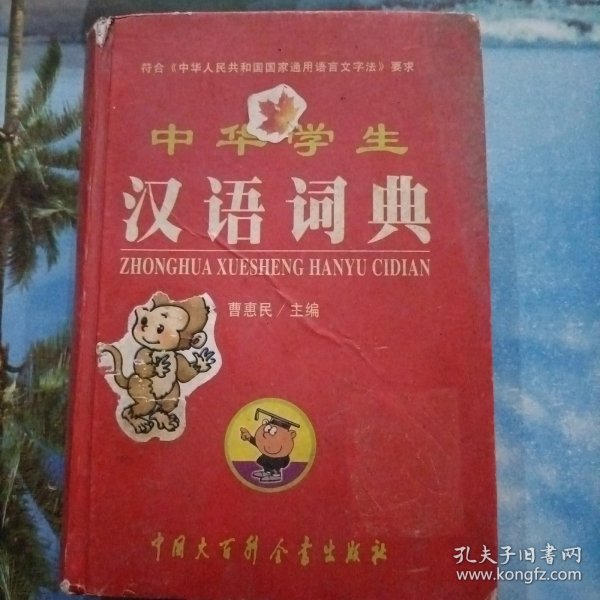 符合《中华人民共和国国家通用语言文字法》要求
中华学生
汉语词典
ZHONGHUA XUESHENG HANYU CIDIAN
曹惠民／主编
中国大百科全书出版社
孔夫子旧书网
www.kongfz.com